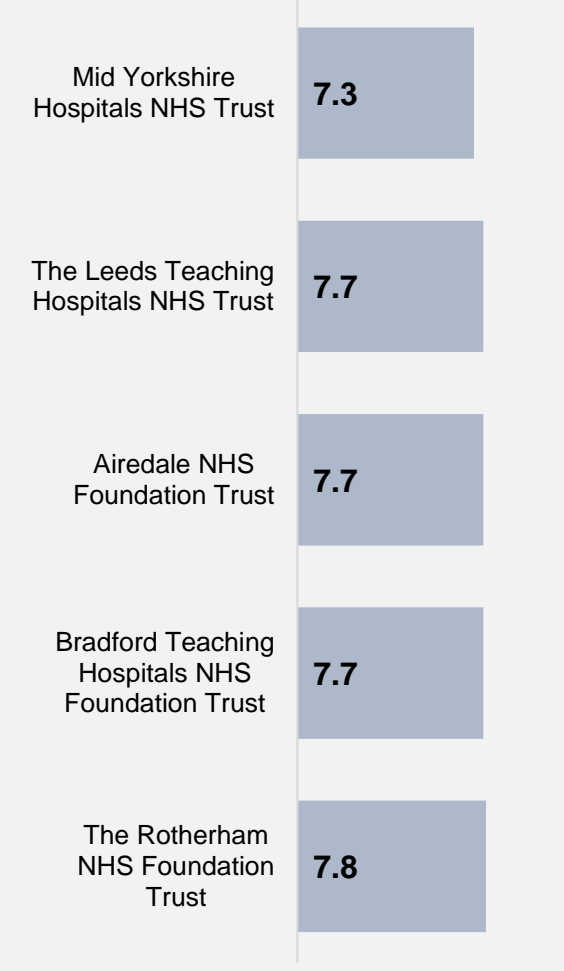 Mid Yorkshire
Hospitals NHS Trust
7.3
The Leeds Teaching
Hospitals NHS Trust
7.7
Airedale NHS
Foundation Trust
7.7
Bradford Teaching
Hospitals NHS
Foundation Trust
7.7
The Rotherham
NHS Foundation
Trust
7.8